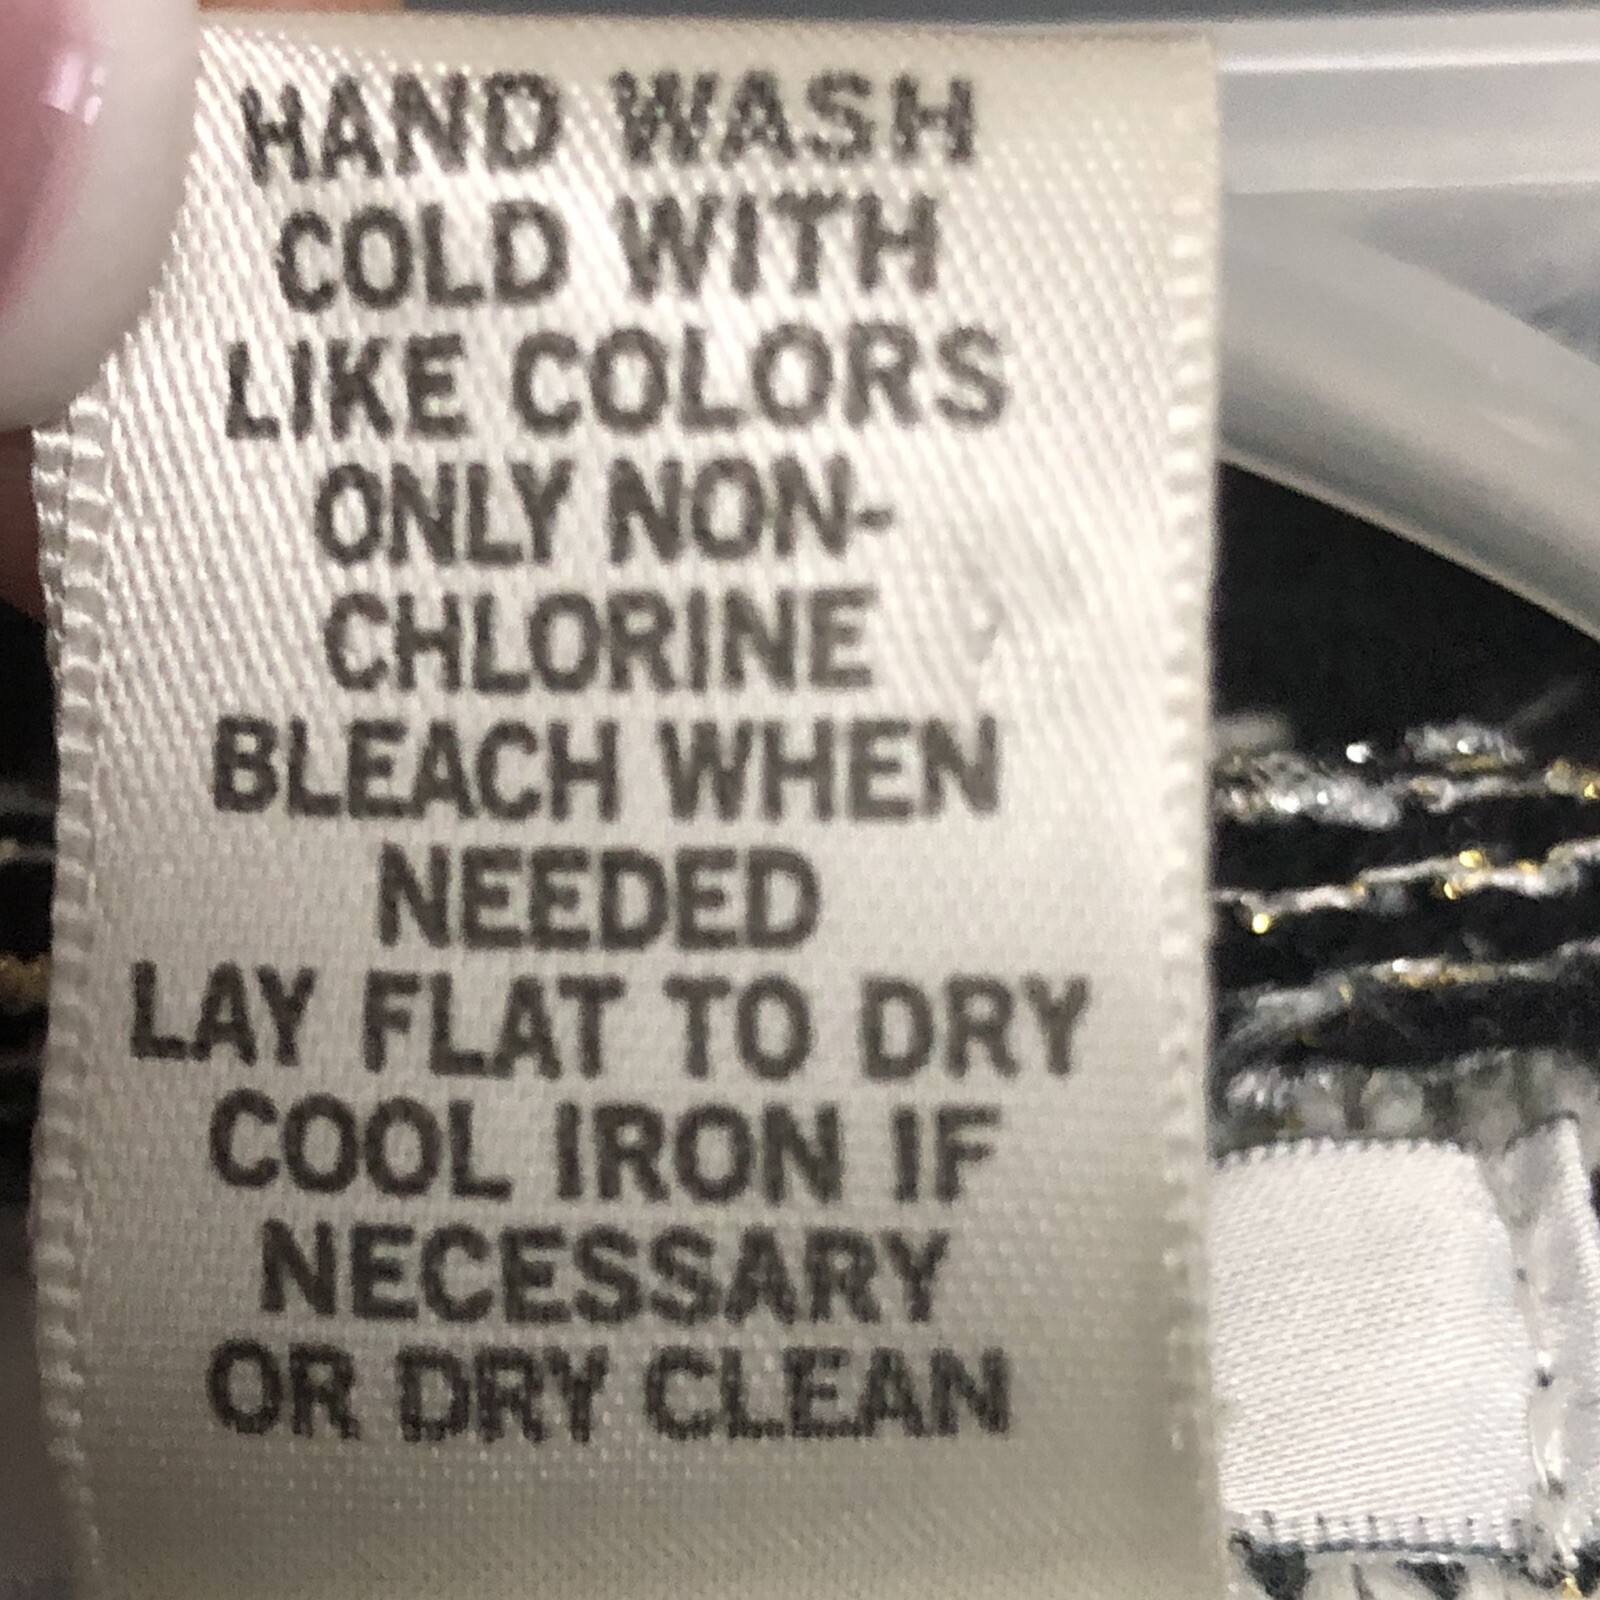 HAND WASH
COLD WITH
LIKE COLORS
ONLY NON-
CHLORINE
BLEACH WHEN
NEEDED
LAY FLAT TO DRY
COOL IRON IF
NECESSARY
OR DRY CLEAN